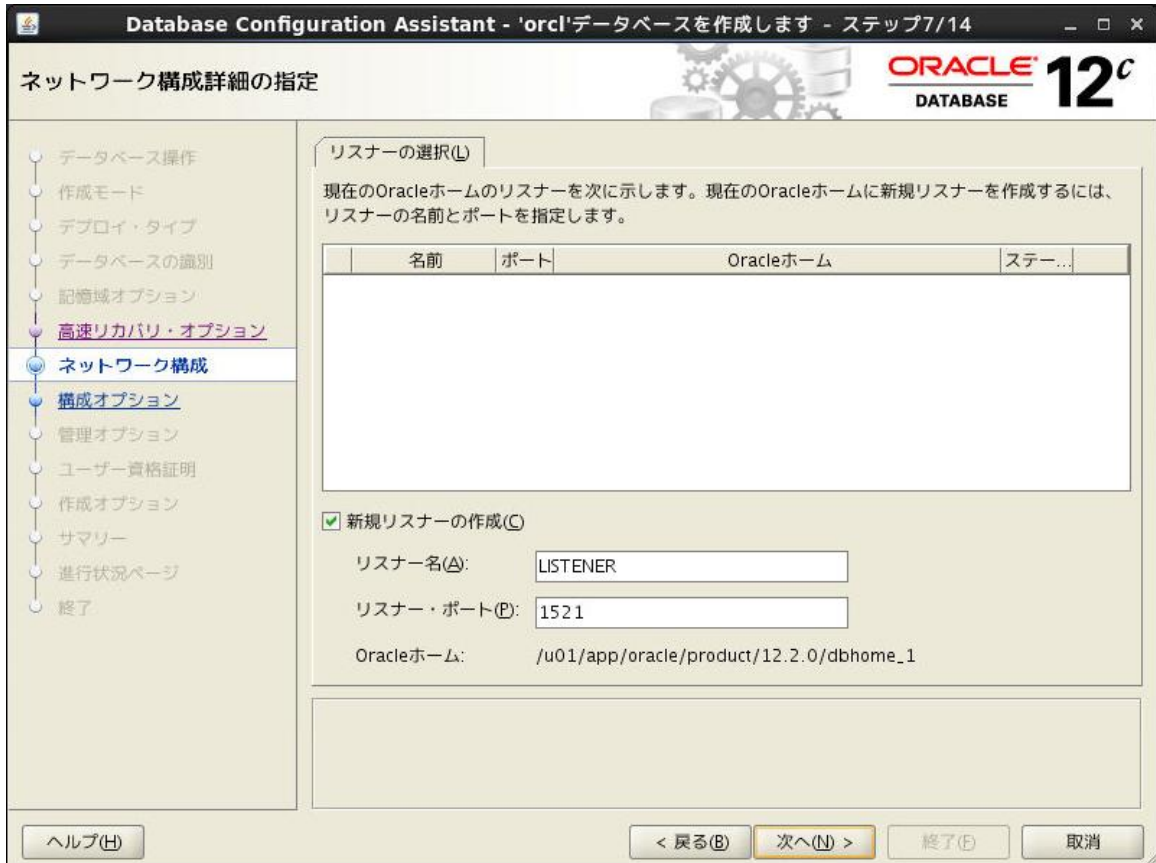 Database Configuration Assistant - 'orcl'データベースを作成します - ステップ7/14
ネットワーク構成詳細の指定
ORACLE
DATABASE
12c
データベース操作
作成モード
デプロイ・タイプ
データベースの識別
記憶域オプション
高速リカバリ・オプション
ネットワーク構成
構成オプション
管理オプション
ユーザー資格証明
作成オプション
サマリー
進行状況ページ
終了
リスナーの選択(L)
現在のOracleホームのリスナーを次に示します。現在のOracleホームに新規リスナーを作成するには、
リスナーの名前とポートを指定します。
名前 ポート Oracleホーム ステー...
新規リスナーの作成(C)
リスナー名(A): LISTENER
リスナー・ポート(P): 1521
Oracleホーム: /u01/app/oracle/product/12.2.0/dbhome_1
ヘルプ(H) < 戻る(B) 次へ(N) > 終了(F) 取消